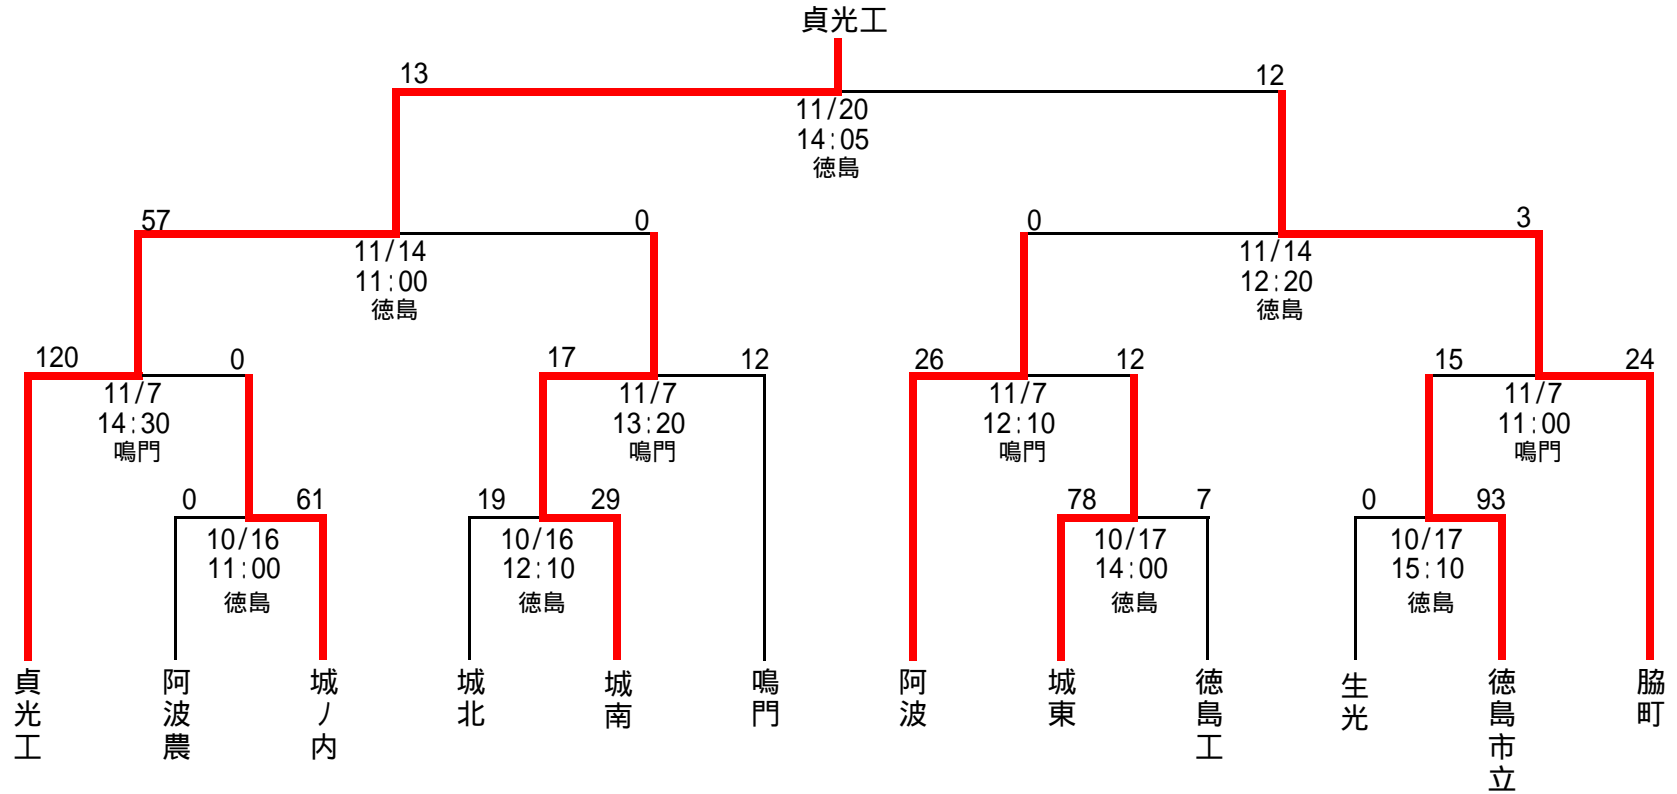 貞光工
13
12
11/20
14:05
徳島
57
0
0
3
11/14
11:00
徳島
11/14
12:20
徳島
120
0
17
12
26
12
15
24
11/7
14:30
鳴門
11/7
13:20
鳴門
11/7
12:10
鳴門
11/7
11:00
鳴門
0
61
19
29
78
7
0
93
10/16
11:00
徳島
10/16
12:10
徳島
10/17
14:00
徳島
10/17
15:10
徳島
貞光工
阿波農
城ノ内
城北
城南
鳴門
阿波
城東
徳島工
生光
徳島市立
脇町